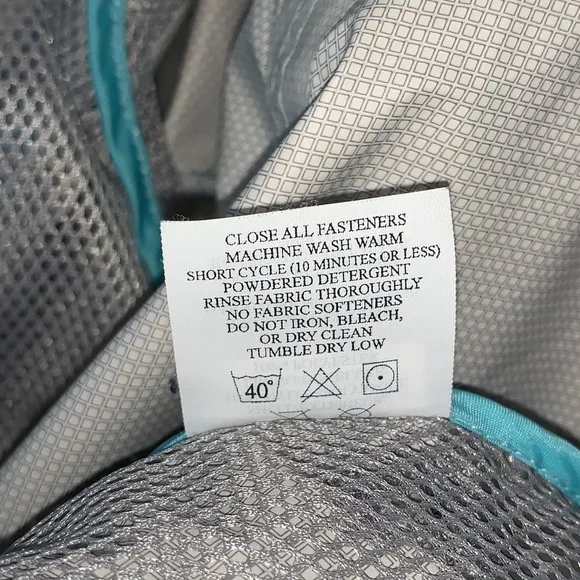 CLOSE ALL FASTENERS
MACHINE WASH WARM
SHORT CYCLE (10 MINUTES OR LESS)
POWDERED DETERGENT
RINSE FABRIC THOROUGHLY
NO FABRIC SOFTENERS
DO NOT IRON, BLEACH,
OR DRY CLEAN
TUMBLE DRY LOW
40°